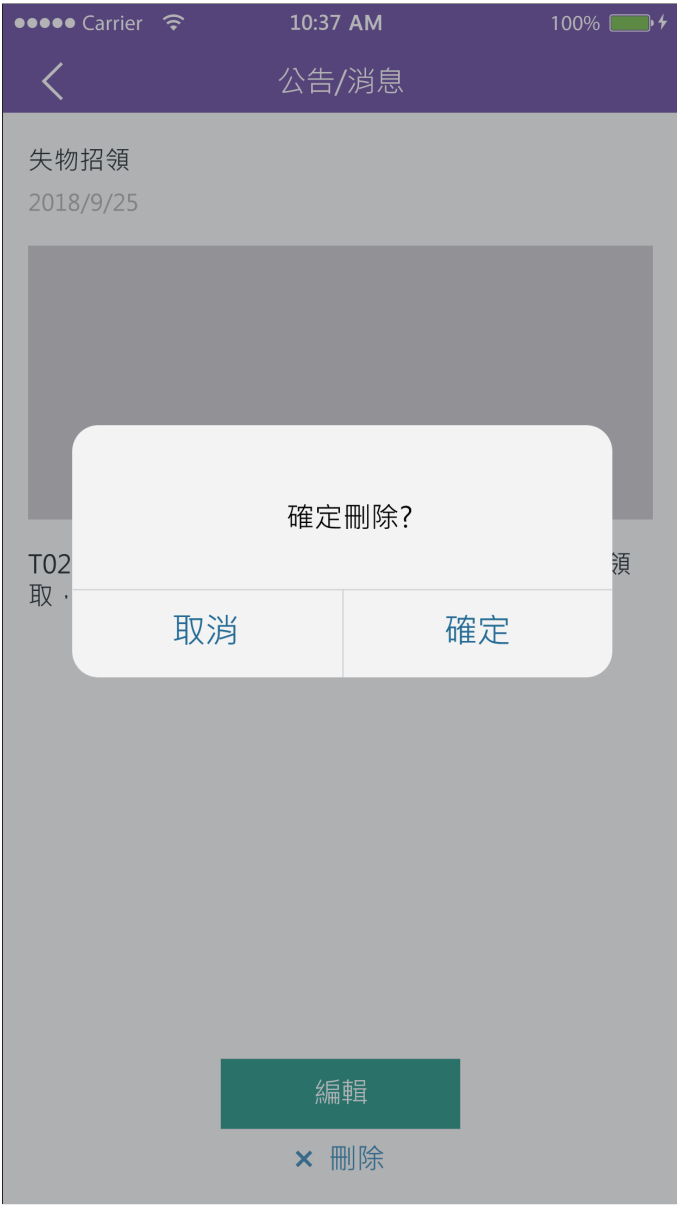 Carrier 10:37 AM 100%
公告/消息
失物招領
2018/9/25
T02
領
取，
確定刪除?
取消 確定
編輯
× 刪除